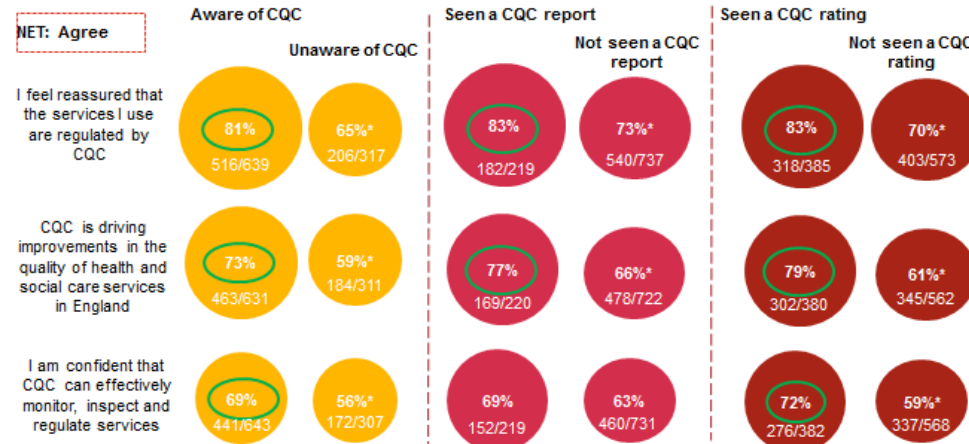 NET: Agree
Aware of CQC
Unaware of CQC
Seen a CQC report
Not seen a CQC
report
Seen a CQC rating
Not seen a CQC
rating
I feel reassured that
the services I use
are regulated by
CQC
81%
516/639
65%*
206/317
83%
182/219
73%*
540/737
83%
318/385
70%*
403/573
CQC is driving
improvements in the
quality of health and
social care services
in England
73%
463/631
59%*
184/311
77%
169/220
66%*
478/722
79%
302/380
61%*
345/562
I am confident that
CQC can effectively
monitor, inspect and
regulate services
69%
441/643
56%*
172/307
69%
152/219
63%
460/731
72%
276/382
59%*
337/568